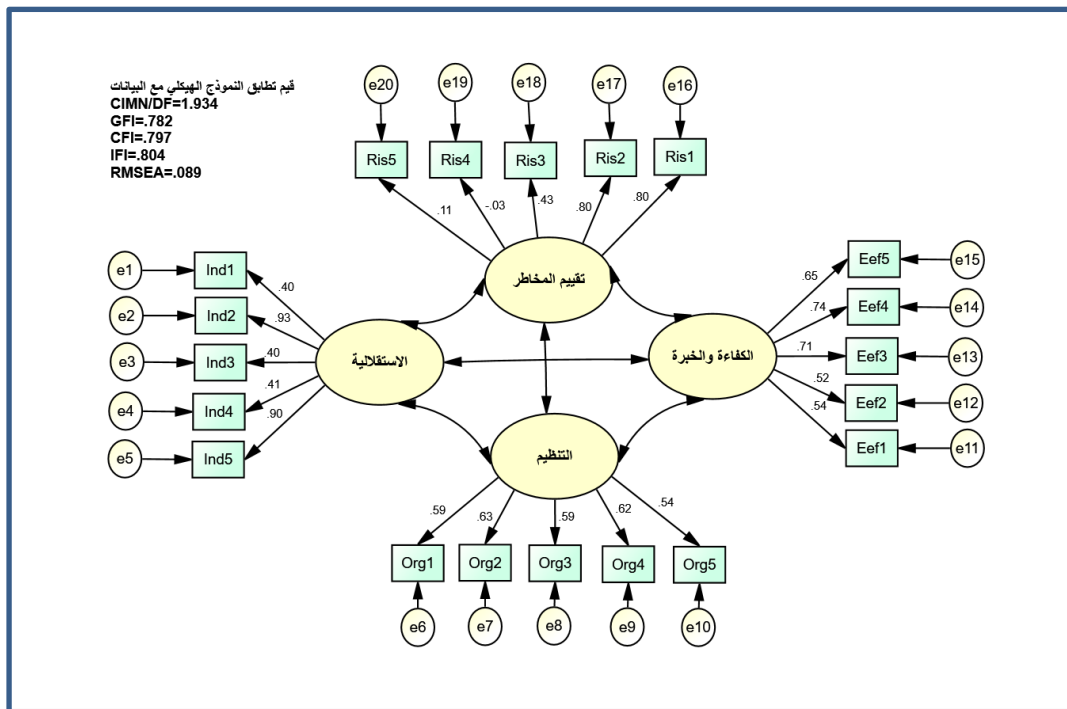 قيم تطابق النموذج الهيكلي مع البيانات
CIMN/DF=1.934
GFI=.782
CFI=.797
IFI=.804
RMSEA=.089
e20 e19 e18 e17 e16
Ris5 Ris4 Ris3 Ris2 Ris1
.11 -.03 .43 .80 .80
تقييم المخاطر
e1 Ind1 .40
e2 Ind2 .93
e3 Ind3 .40
e4 Ind4 .41
e5 Ind5 .90
الاستقلالية
الكفاءة والخبرة
.65 Eef5 e15
.74 Eef4 e14
.71 Eef3 e13
.52 Eef2 e12
.54 Eef1 e11
التنظيم
.59 .63 .59 .62 .54
Org1 Org2 Org3 Org4 Org5
e6 e7 e8 e9 e10